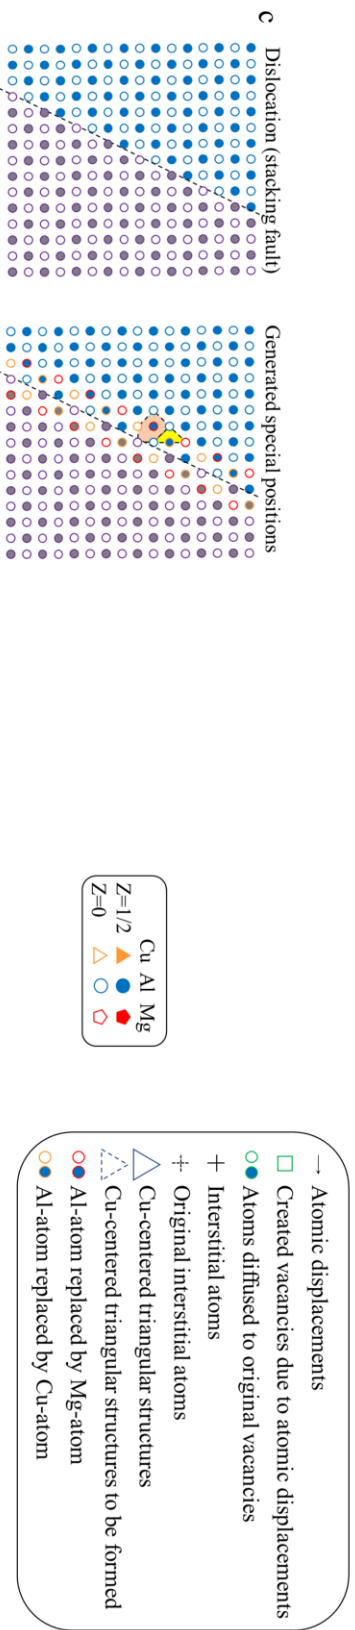 c
Dislocation (stacking fault)
Generated special positions
Cu Al Mg
Z=1/2
Z=0
Atomic displacements
Created vacancies due to atomic displacements
Atoms diffused to original vacancies
Interstitial atoms
Original interstitial atoms
Cu-centered triangular structures
Cu-centered triangular structures to be formed
Al-atom replaced by Mg-atom
Al-atom replaced by Cu-atom